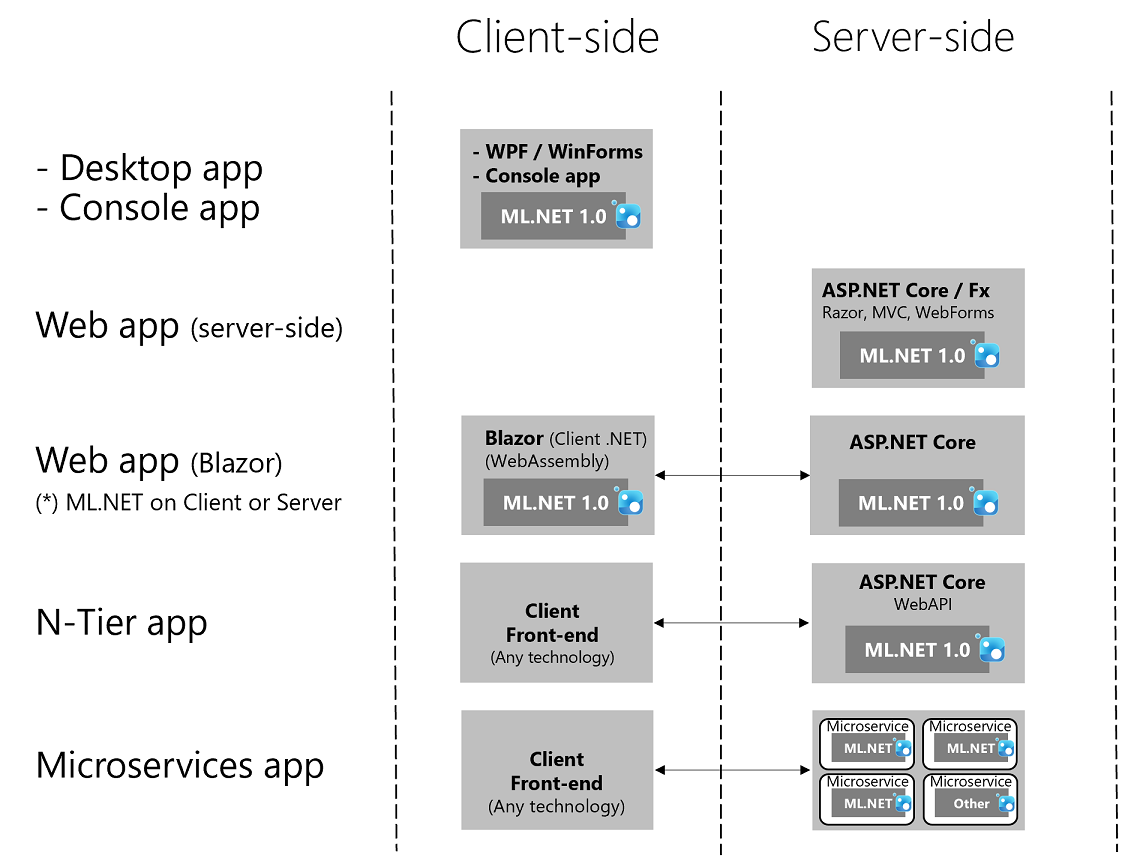 Client-side
Server-side
- Desktop app
- Console app
- WPF / WinForms
- Console app
ML.NET 1.0
Web app (server-side)
ASP.NET Core / Fx
Razor, MVC, WebForms
ML.NET 1.0
Web app (Blazor)
(*) ML.NET on Client or Server
Blazor (Client .NET)
(WebAssembly)
ML.NET 1.0
ASP.NET Core
ML.NET 1.0
N-Tier app
Client
Front-end
(Any technology)
ASP.NET Core
WebAPI
ML.NET 1.0
Microservices app
Client
Front-end
(Any technology)
Microservice
ML.NET
Microservice
ML.NET
Microservice
ML.NET
Microservice
Other